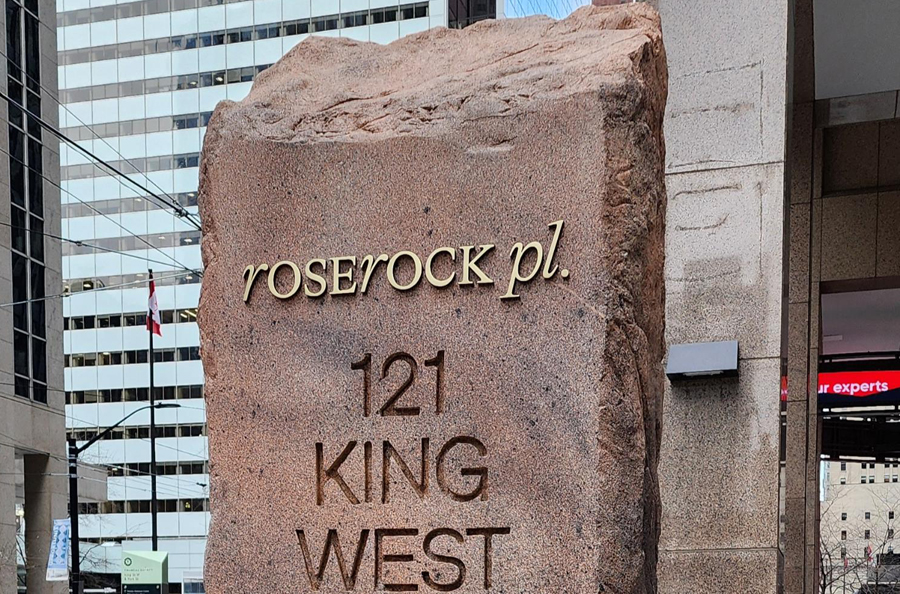 rOSErOCK pl.
121
KING
WEST
ur experts